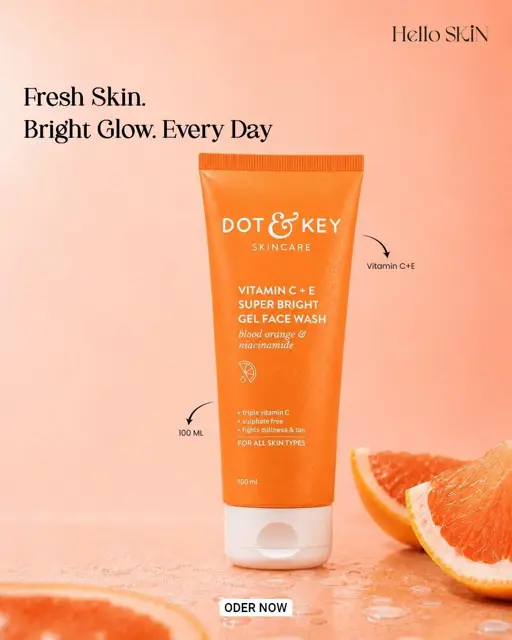 Hello SKiN
Fresh Skin.
Bright Glow. Every Day
DOT & KEY
SKINCARE
Vitamin C+E
VITAMIN C + E
SUPER BRIGHT
GEL FACE WASH
blood orange &
niacinamide
• triple vitamin C
• sulphate free
• fights dullness & tan
FOR ALL SKIN TYPES
100 ML
100 ml
ODER NOW